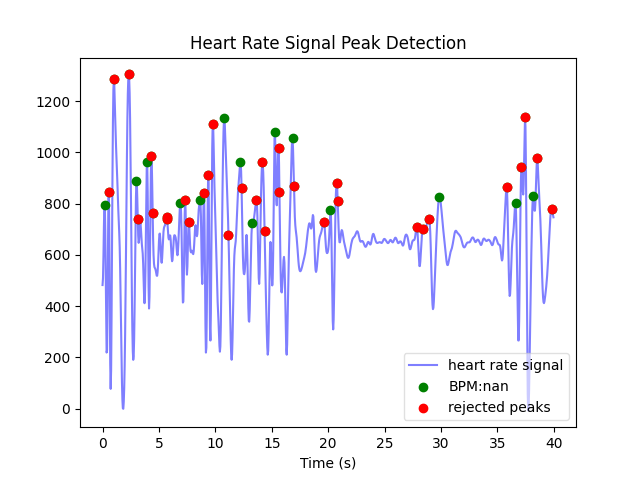 Heart Rate Signal Peak Detection
1200
1000
800
600
400
200
0
heart rate signal
BPM:nan
rejected peaks
0 5 10 15 20 25 30 35 40
Time (s)